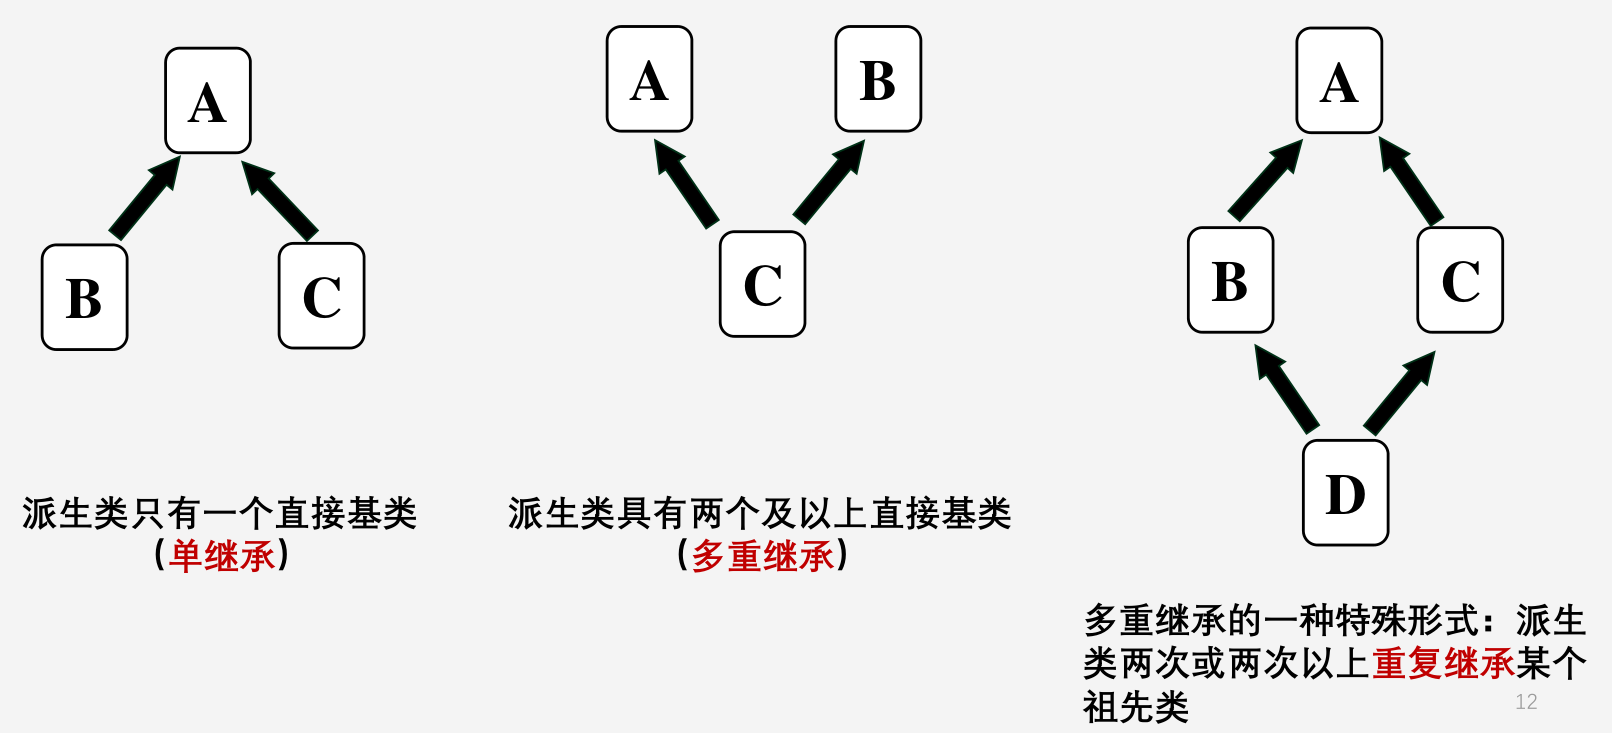 A
B
C
派生类只有一个直接基类
(单继承)
A
B
C
派生类具有两个及以上直接基类
(多重继承)
A
B
C
D
多重继承的一种特殊形式：派生
类两次或两次以上重复继承某个
祖先类
12